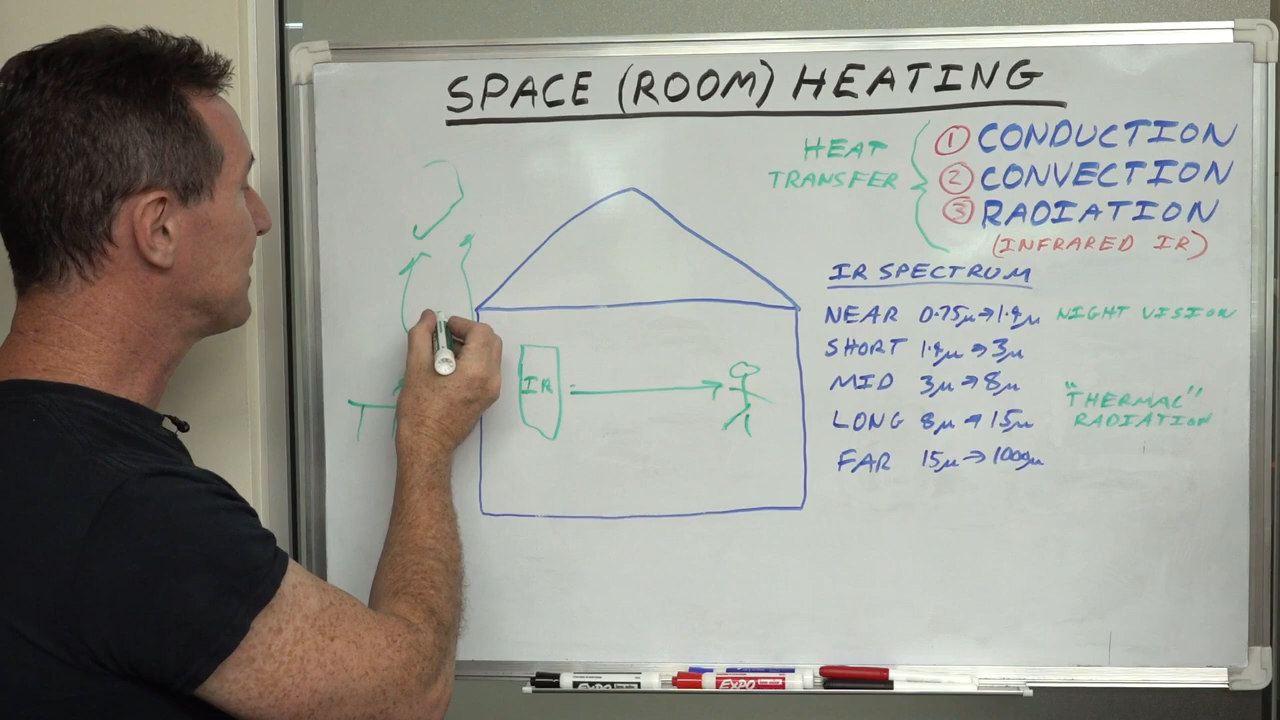 SPACE (ROOM) HEATING
HEAT
TRANSFER
1 CONDUCTION
2 CONVECTION
3 RADIATION
(INFRARED IR)
IR SPECTRUM
NEAR 0.75µ→1.4µ NIGHT VISION
SHORT 1.4µ→3µ
MID 3µ→8µ
LONG 8µ→15µ
FAR 15µ→100µ
"THERMAL"
RADIATION
IR
EXPO
EXPO